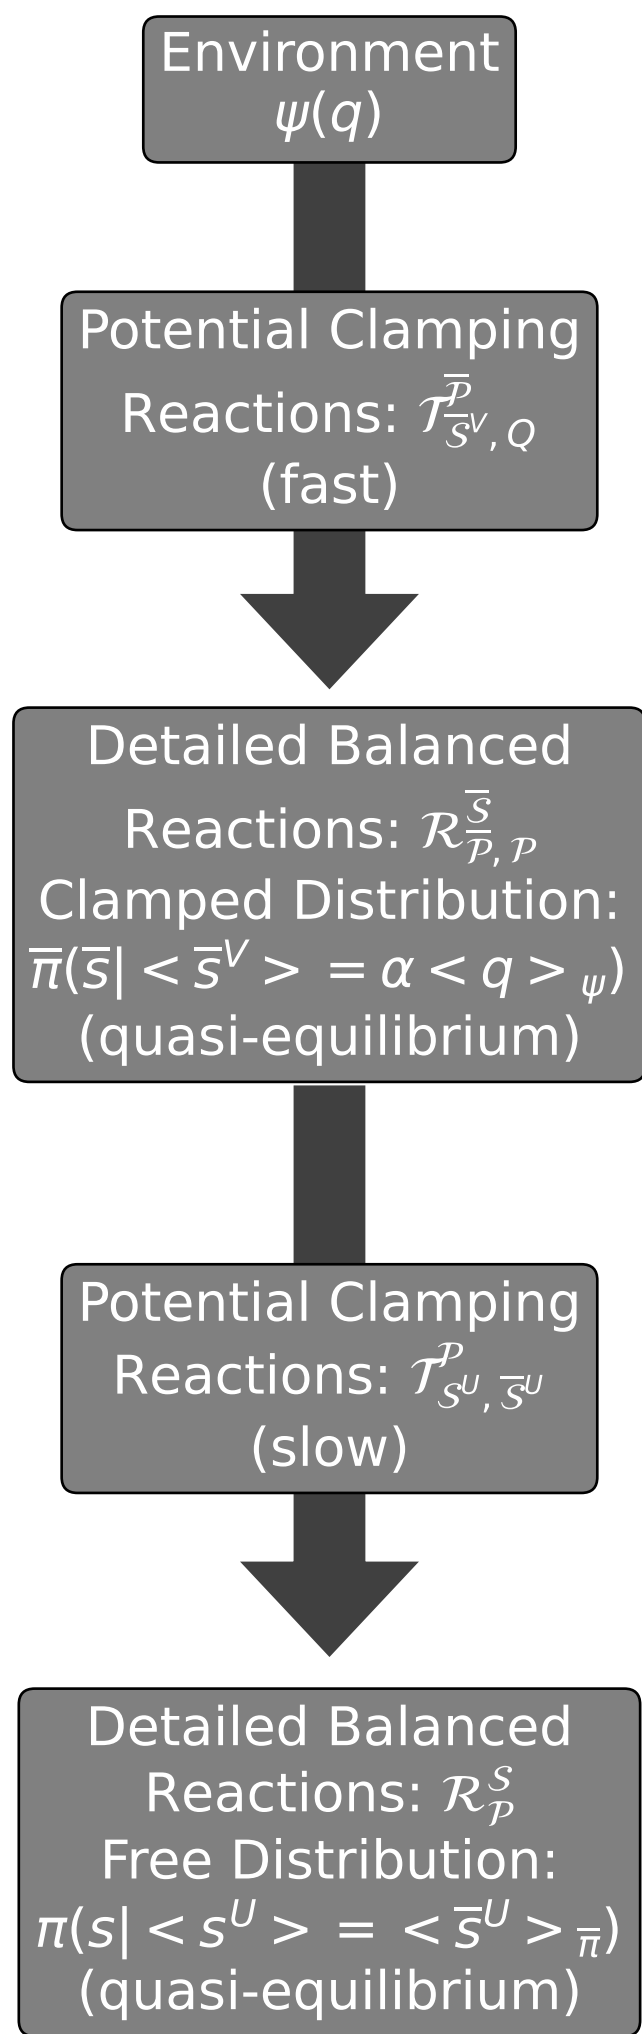 Environment
ψ(q)
Potential Clamping
Reactions: 𝒯^{\overline{𝒫}}_{\overline{𝒮}^V, Q}
(fast)
Detailed Balanced
Reactions: ℛ^{\overline{𝒮}}_{\overline{𝒫}, 𝒫}
Clamped Distribution:
\overline{π}(\overline{s}| < \overline{s}^V > = α < q >_ψ)
(quasi-equilibrium)
Potential Clamping
Reactions: 𝒯^{𝒫}_{𝒮^U, \overline{𝒮}^U}
(slow)
Detailed Balanced
Reactions: ℛ^{𝒮}_{𝒫}
Free Distribution:
π(s| < s^U > = < \overline{s}^U >_{\overline{π}})
(quasi-equilibrium)